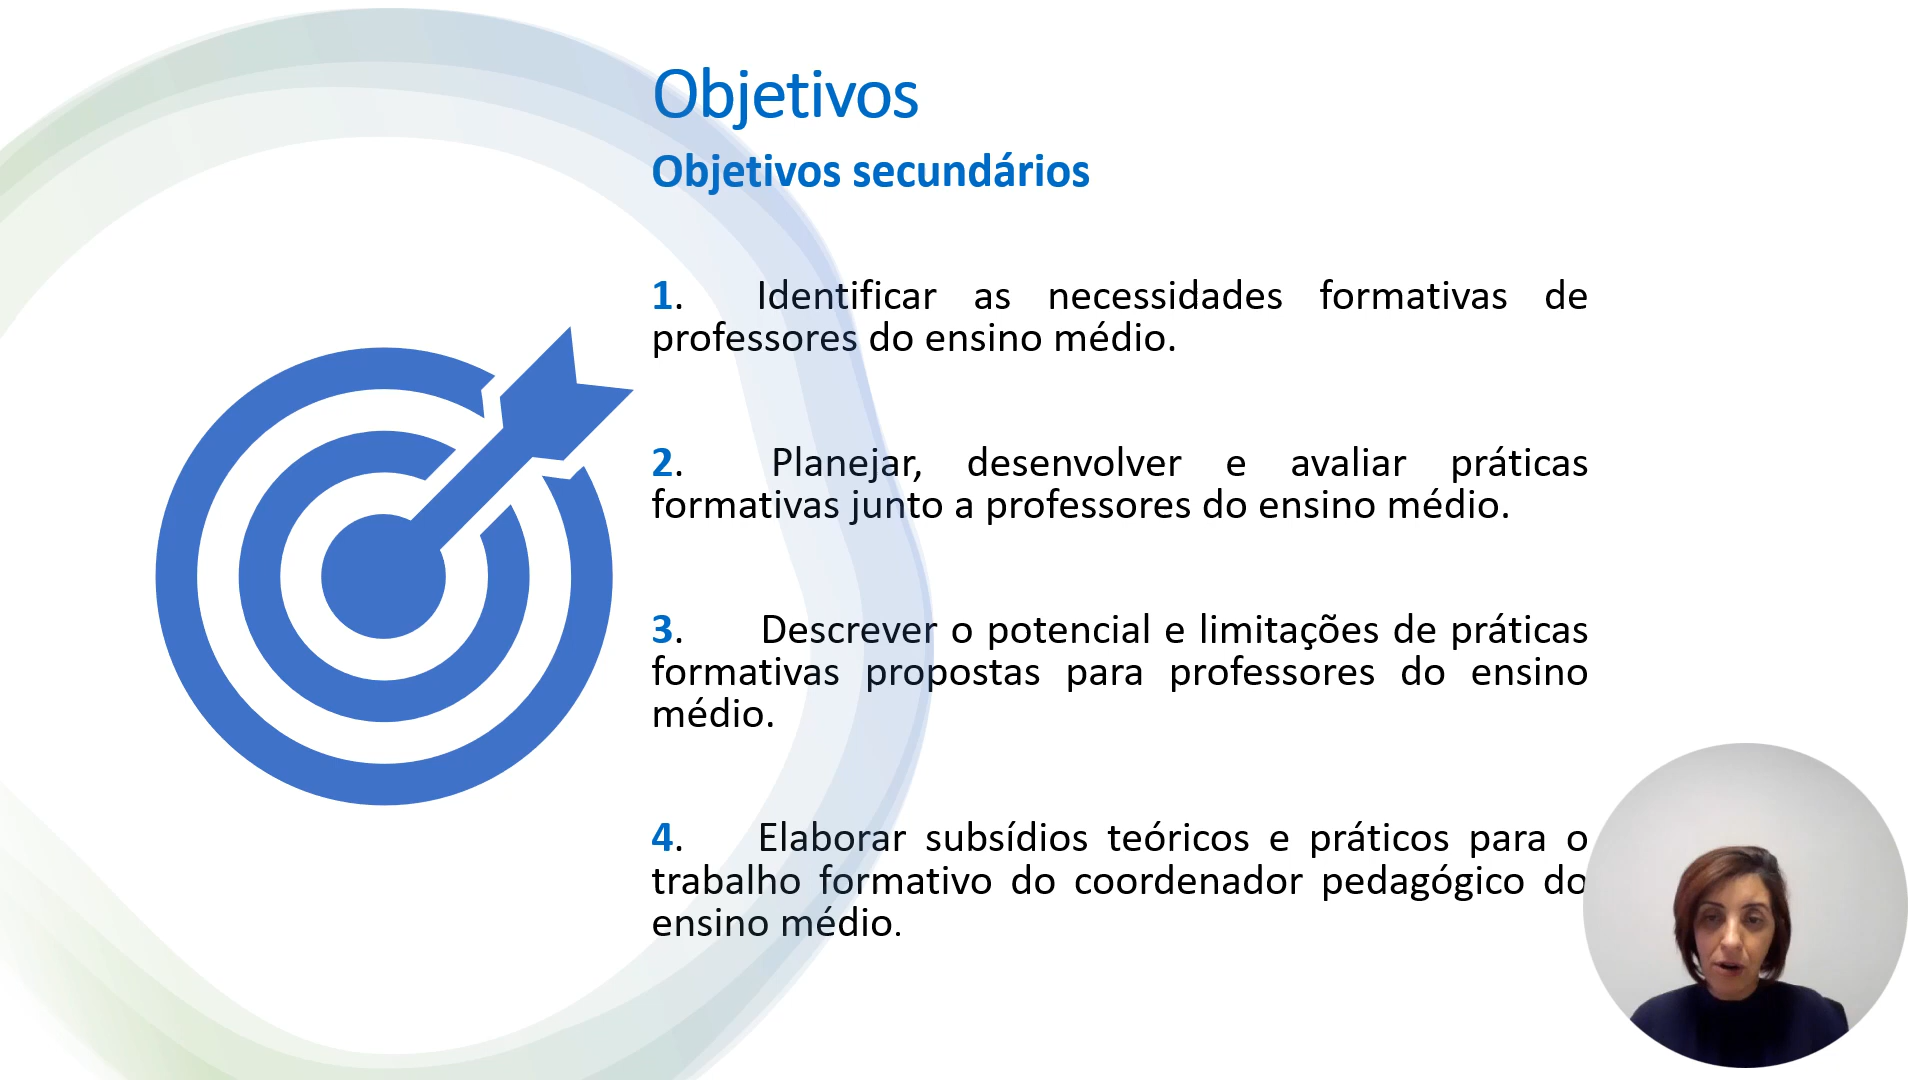 Objetivos
Objetivos secundários
1. Identificar as necessidades formativas de
professores do ensino médio.
2. Planejar, desenvolver e avaliar práticas
formativas junto a professores do ensino médio.
3. Descrever o potencial e limitações de práticas
formativas propostas para professores do ensino
médio.
4. Elaborar subsídios teóricos e práticos para o
trabalho formativo do coordenador pedagógico do
ensino médio.